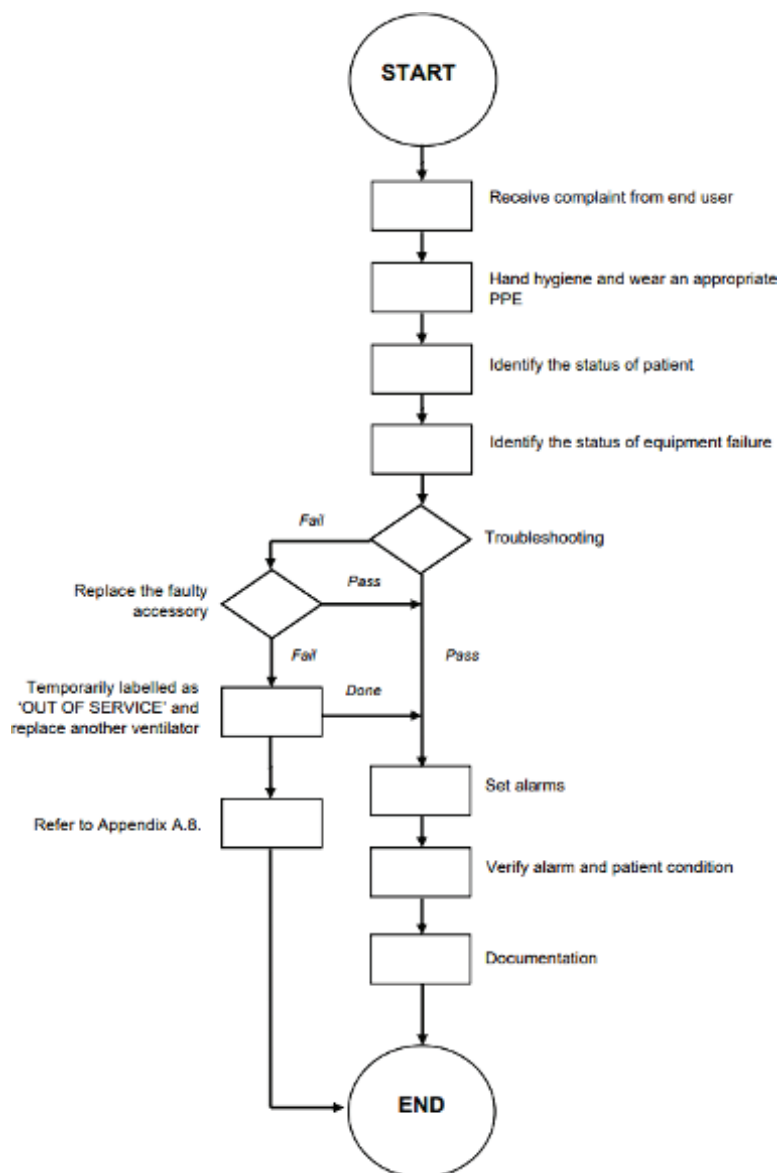 START
Receive complaint from end user
Hand hygiene and wear an appropriate
PPE
Identify the status of patient
Identify the status of equipment failure
Fail
Troubleshooting
Replace the faulty
accessory
Pass
Fail
Pass
Temporarily labelled as
'OUT OF SERVICE' and
replace another ventilator
Done
Set alarms
Refer to Appendix A.8.
Verify alarm and patient condition
Documentation
END